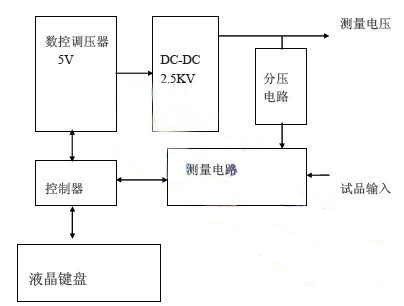 数控调压器
5V
DC-DC
2.5KV
测量电压
分压
电路
控制器
测量电路
试品输入
液晶键盘